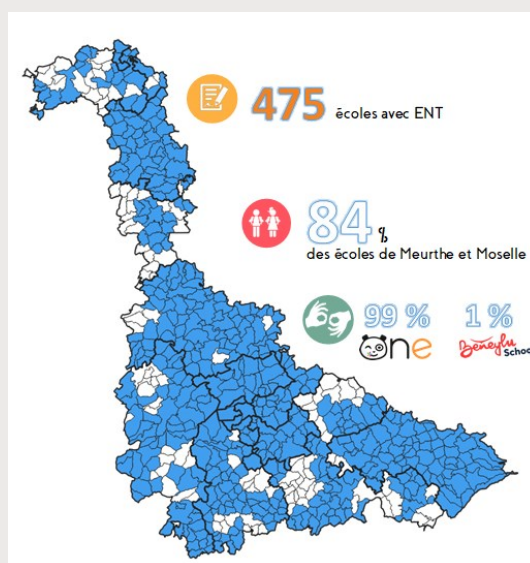 475 écoles avec ENT
84 %
des écoles de Meurthe et Moselle
99 % 1 %
One Beneylu School